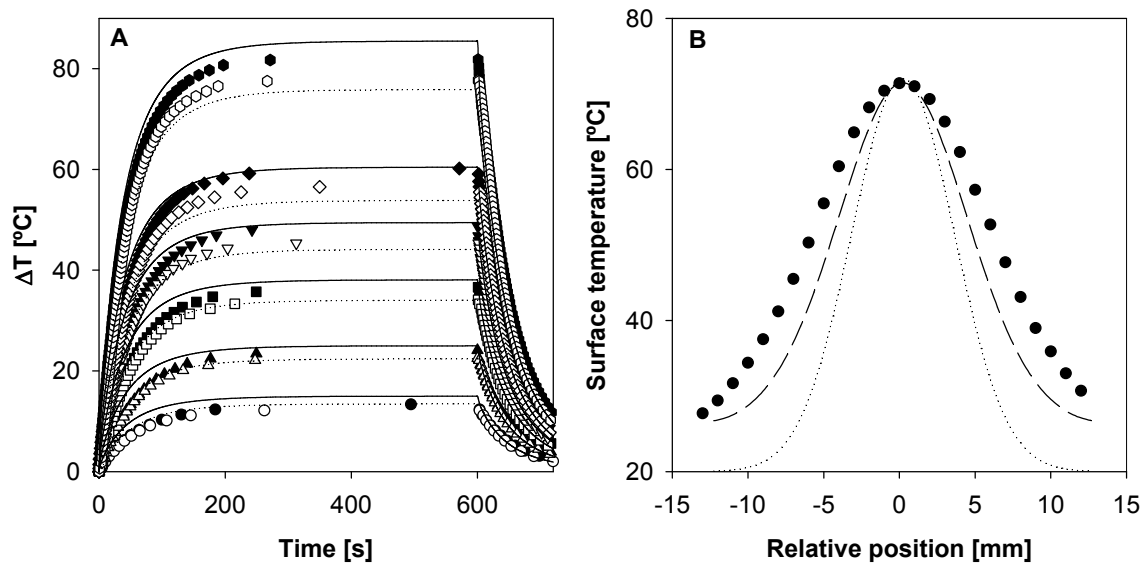 A
ΔT [ºC]
80
60
40
20
0
0 200 400 600
Time [s]
B
Surface temperature [ºC]
80
60
40
20
-15 -10 -5 0 5 10 15
Relative position [mm]